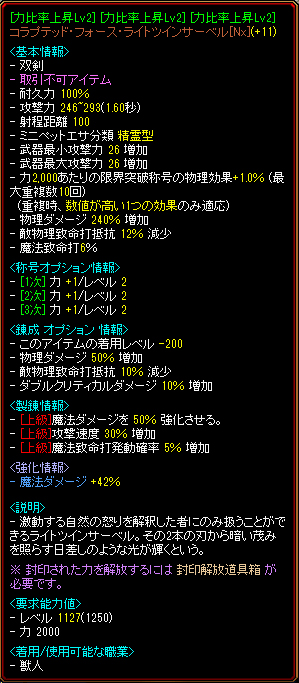 [力比率上昇Lv2] [力比率上昇Lv2] [力比率上昇Lv2]
コラプテッド・フォース・ライトツインサーベル[Nx](+11)
<基本情報>
- 双剣
- 取引不可アイテム
- 耐久力 100%
- 攻撃力 246~293(1.60秒)
- 射程距離 100
- ミニペットエサ分類 精霊型
- 武器最小攻撃力 26 増加
- 武器最大攻撃力 26 増加
- 力2,000あたりの限界突破称号の物理効果+1.0% (最
大重複数10回)
(重複時、数値が高い1つの効果のみ適応)
- 物理ダメージ 240% 増加
- 敵物理致命打抵抗 12% 減少
- 魔法致命打6%
<称号オプション情報>
- [1次] 力 +1/レベル 2
- [2次] 力 +1/レベル 2
- [3次] 力 +1/レベル 2
<錬成 オプション 情報>
- このアイテムの着用レベル -200
- 物理ダメージ 50% 増加
- 敵物理致命打抵抗 10% 減少
- ダブルクリティカルダメージ 10% 増加
<製錬情報>
- [上級]魔法ダメージを 50% 強化させる。
- [上級]攻撃速度 30% 増加
- [上級]魔法致命打発動確率 5% 増加
<強化情報>
- 魔法ダメージ +42%
<説明>
- 激動する自然の怒りを解釈した者にのみ扱うことがで
きるライトツインサーベル。その2本の刃から暗い茂み
を照らす日差しのような光が輝くという。
※ 封印された力を解放するには 封印解放道具箱 が
必要です。
<要求能力値>
- レベル 1127(1250)
- 力 2000
<着用/使用可能な職業>
- 獣人